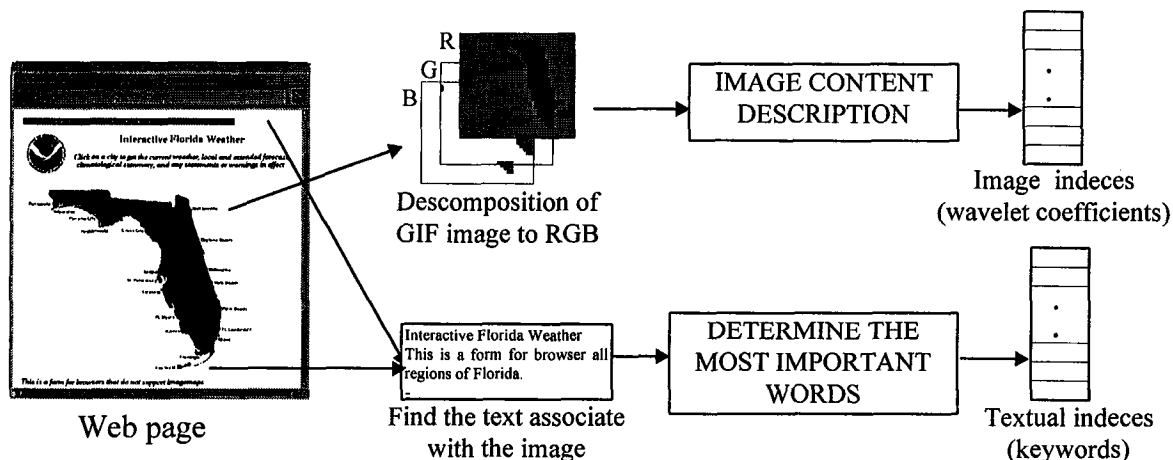 Interactive Florida Weather
Click on a city to get the current weather, local and extended forecast,
climatological summary, and any statements or warnings in effect
This is a form for browsers that do not support imagemaps
Web page
R
G
B
Descomposition of
GIF image to RGB
IMAGE CONTENT
DESCRIPTION
Image indeces
(wavelet coefficients)
Interactive Florida Weather
This is a form for browser all
regions of Florida.
Find the text associate
with the image
DETERMINE THE
MOST IMPORTANT
WORDS
Textual indeces
(keywords)